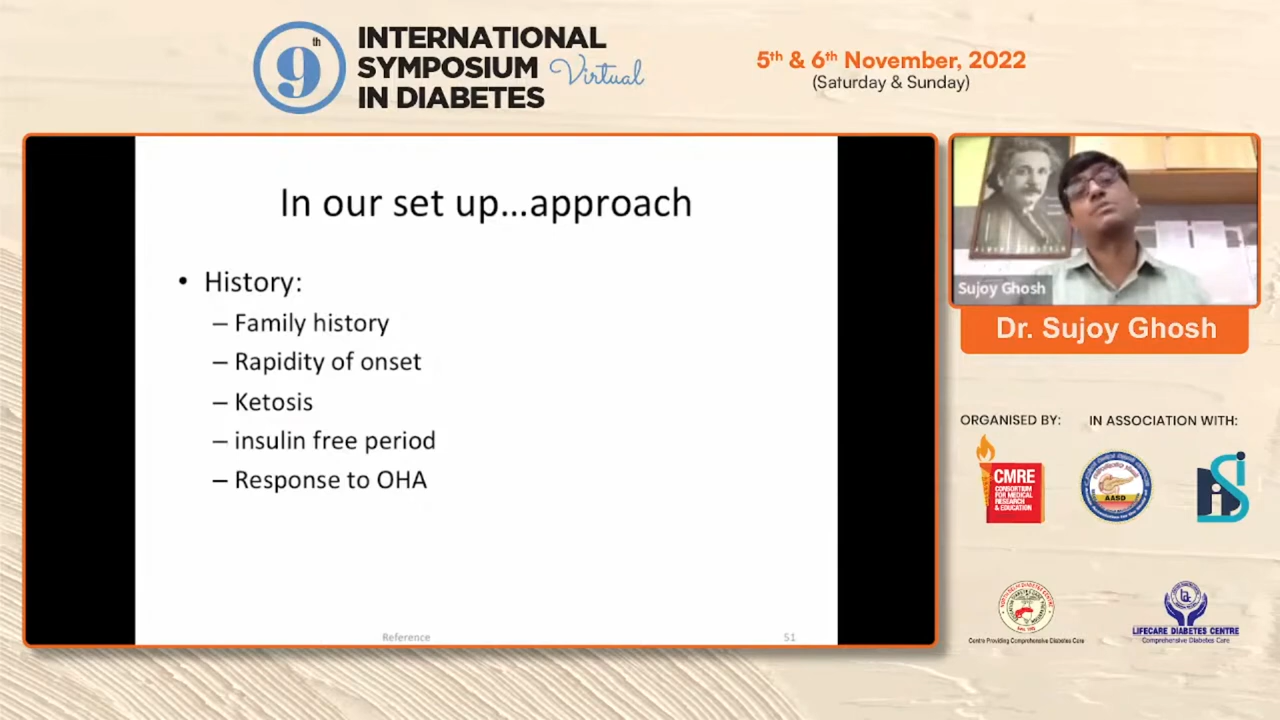 9th
INTERNATIONAL
SYMPOSIUM Virtual
IN DIABETES
5th & 6th November, 2022
(Saturday & Sunday)
In our set up...approach
• History:
– Family history
– Rapidity of onset
– Ketosis
– insulin free period
– Response to OHA
Reference
51
Sujoy Ghosh
Dr. Sujoy Ghosh
ORGANISED BY:
IN ASSOCIATION WITH:
CMRE
CONSORTIUM
FOR MEDICAL
RESEARCH
& EDUCATION
AASD
Centre Providing Comprehensive Diabetes Care
LIFECARE DIABETES CENTRE
Comprehensive Diabetes Care